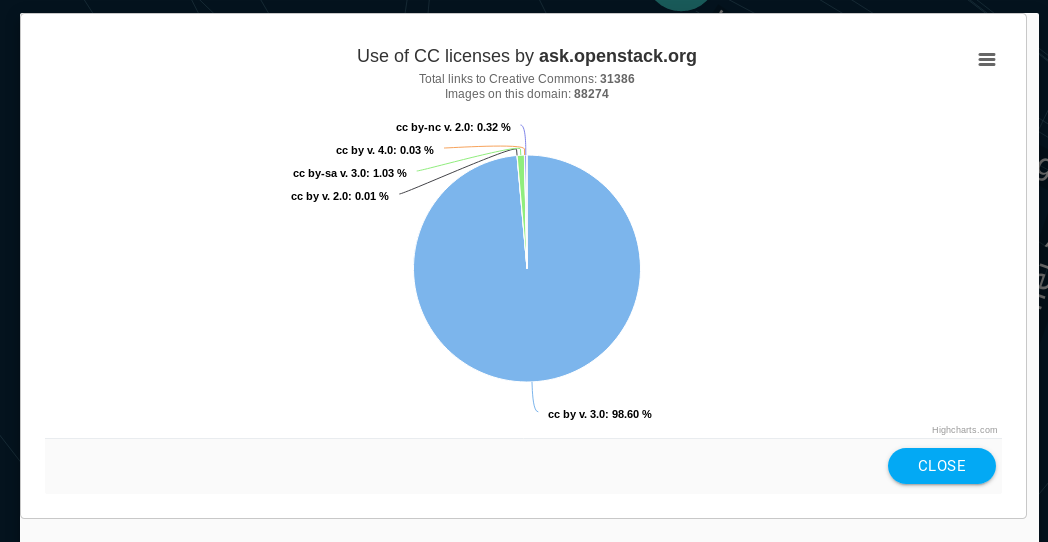 Use of CC licenses by ask.openstack.org
Total links to Creative Commons: 31386
Images on this domain: 88274
cc by-nc v. 2.0: 0.32 %
cc by v. 4.0: 0.03 %
cc by-sa v. 3.0: 1.03 %
cc by v. 2.0: 0.01 %
cc by v. 3.0: 98.60 %
Highcharts.com
CLOSE